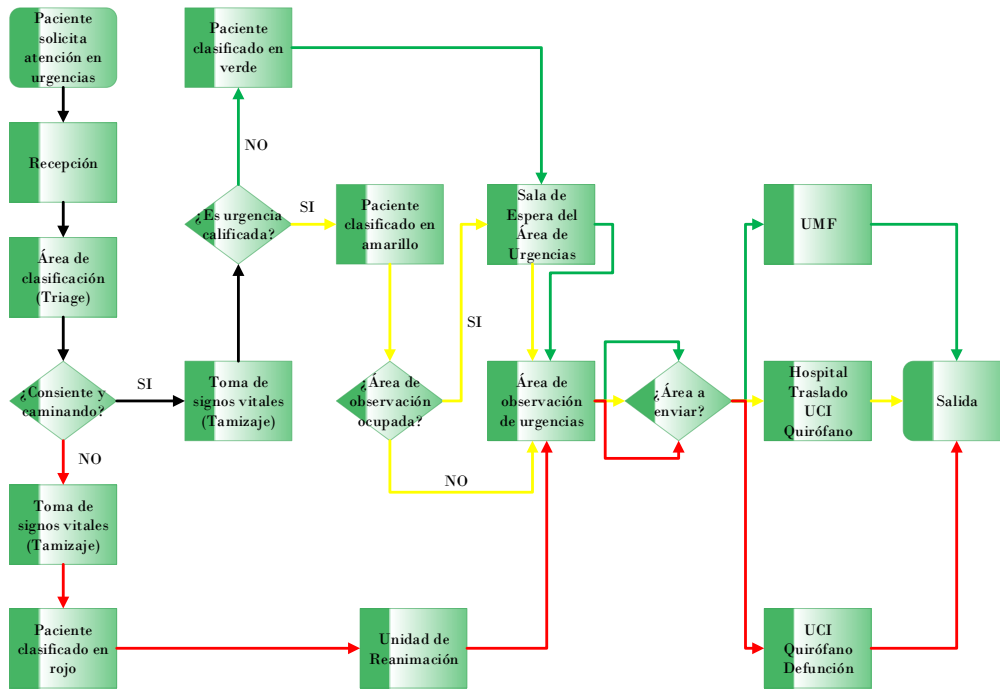 Paciente
solicita
atención en
urgencias
Recepción
Área de
clasificación
(Triage)
¿Consiente y
caminando?
SI
NO
Toma de
signos vitales
(Tamizaje)
Paciente
clasificado en
rojo
Toma de
signos vitales
(Tamizaje)
¿Es urgencia
calificada?
NO
SI
Paciente
clasificado en
verde
Paciente
clasificado en
amarillo
¿Área de
observación
ocupada?
SI
NO
Sala de
Espera del
Área de
Urgencias
Área de
observación
de urgencias
Unidad de
Reanimación
¿Área a
enviar?
UMF
Hospital
Traslado
UCI
Quirófano
UCI
Quirófano
Defunción
Salida